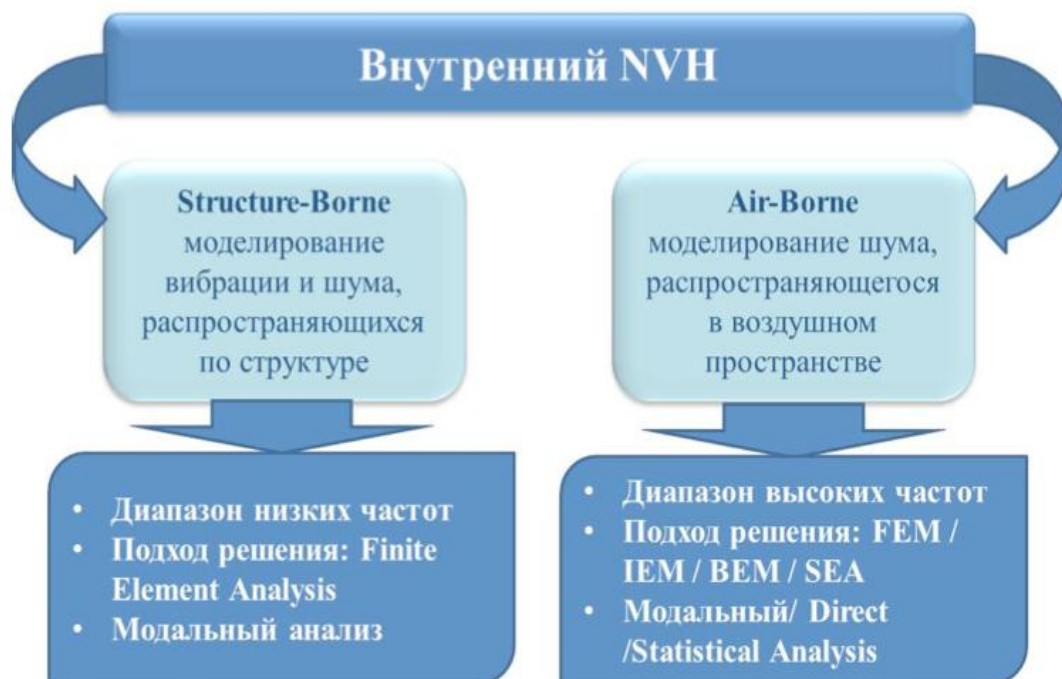 Внутренний NVH
Structure-Borne
моделирование
вибрации и шума,
распространяющихся
по структуре
Air-Borne
моделирование шума,
распространяющегося
в воздушном
пространстве
• Диапазон низких частот
• Подход решения: Finite
Element Analysis
• Модальный анализ
• Диапазон высоких частот
• Подход решения: FEM /
IEM / BEM / SEA
• Модальный/ Direct
/Statistical Analysis